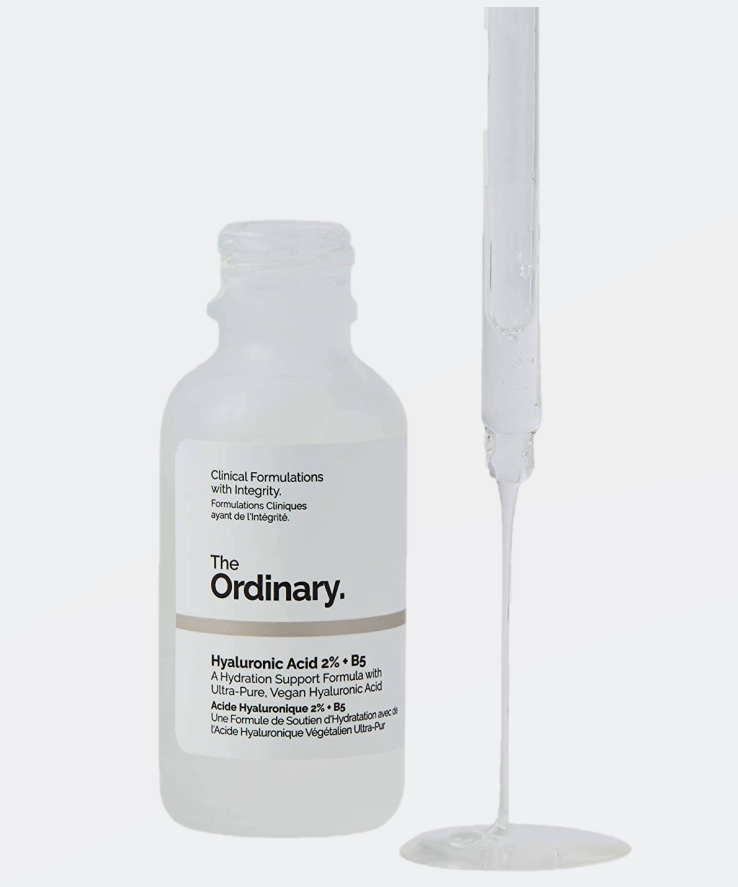 Clinical Formulations
with Integrity.
Formulations Cliniques
ayant de l'Intégrité.
The
Ordinary.
Hyaluronic Acid 2% + B5
A Hydration Support Formula with
Ultra-Pure, Vegan Hyaluronic Acid
Acide Hyaluronique 2% + B5
Une Formule de Soutien d'Hydratation avec de
l'Acide Hyaluronique Végétalien Ultra-Pur